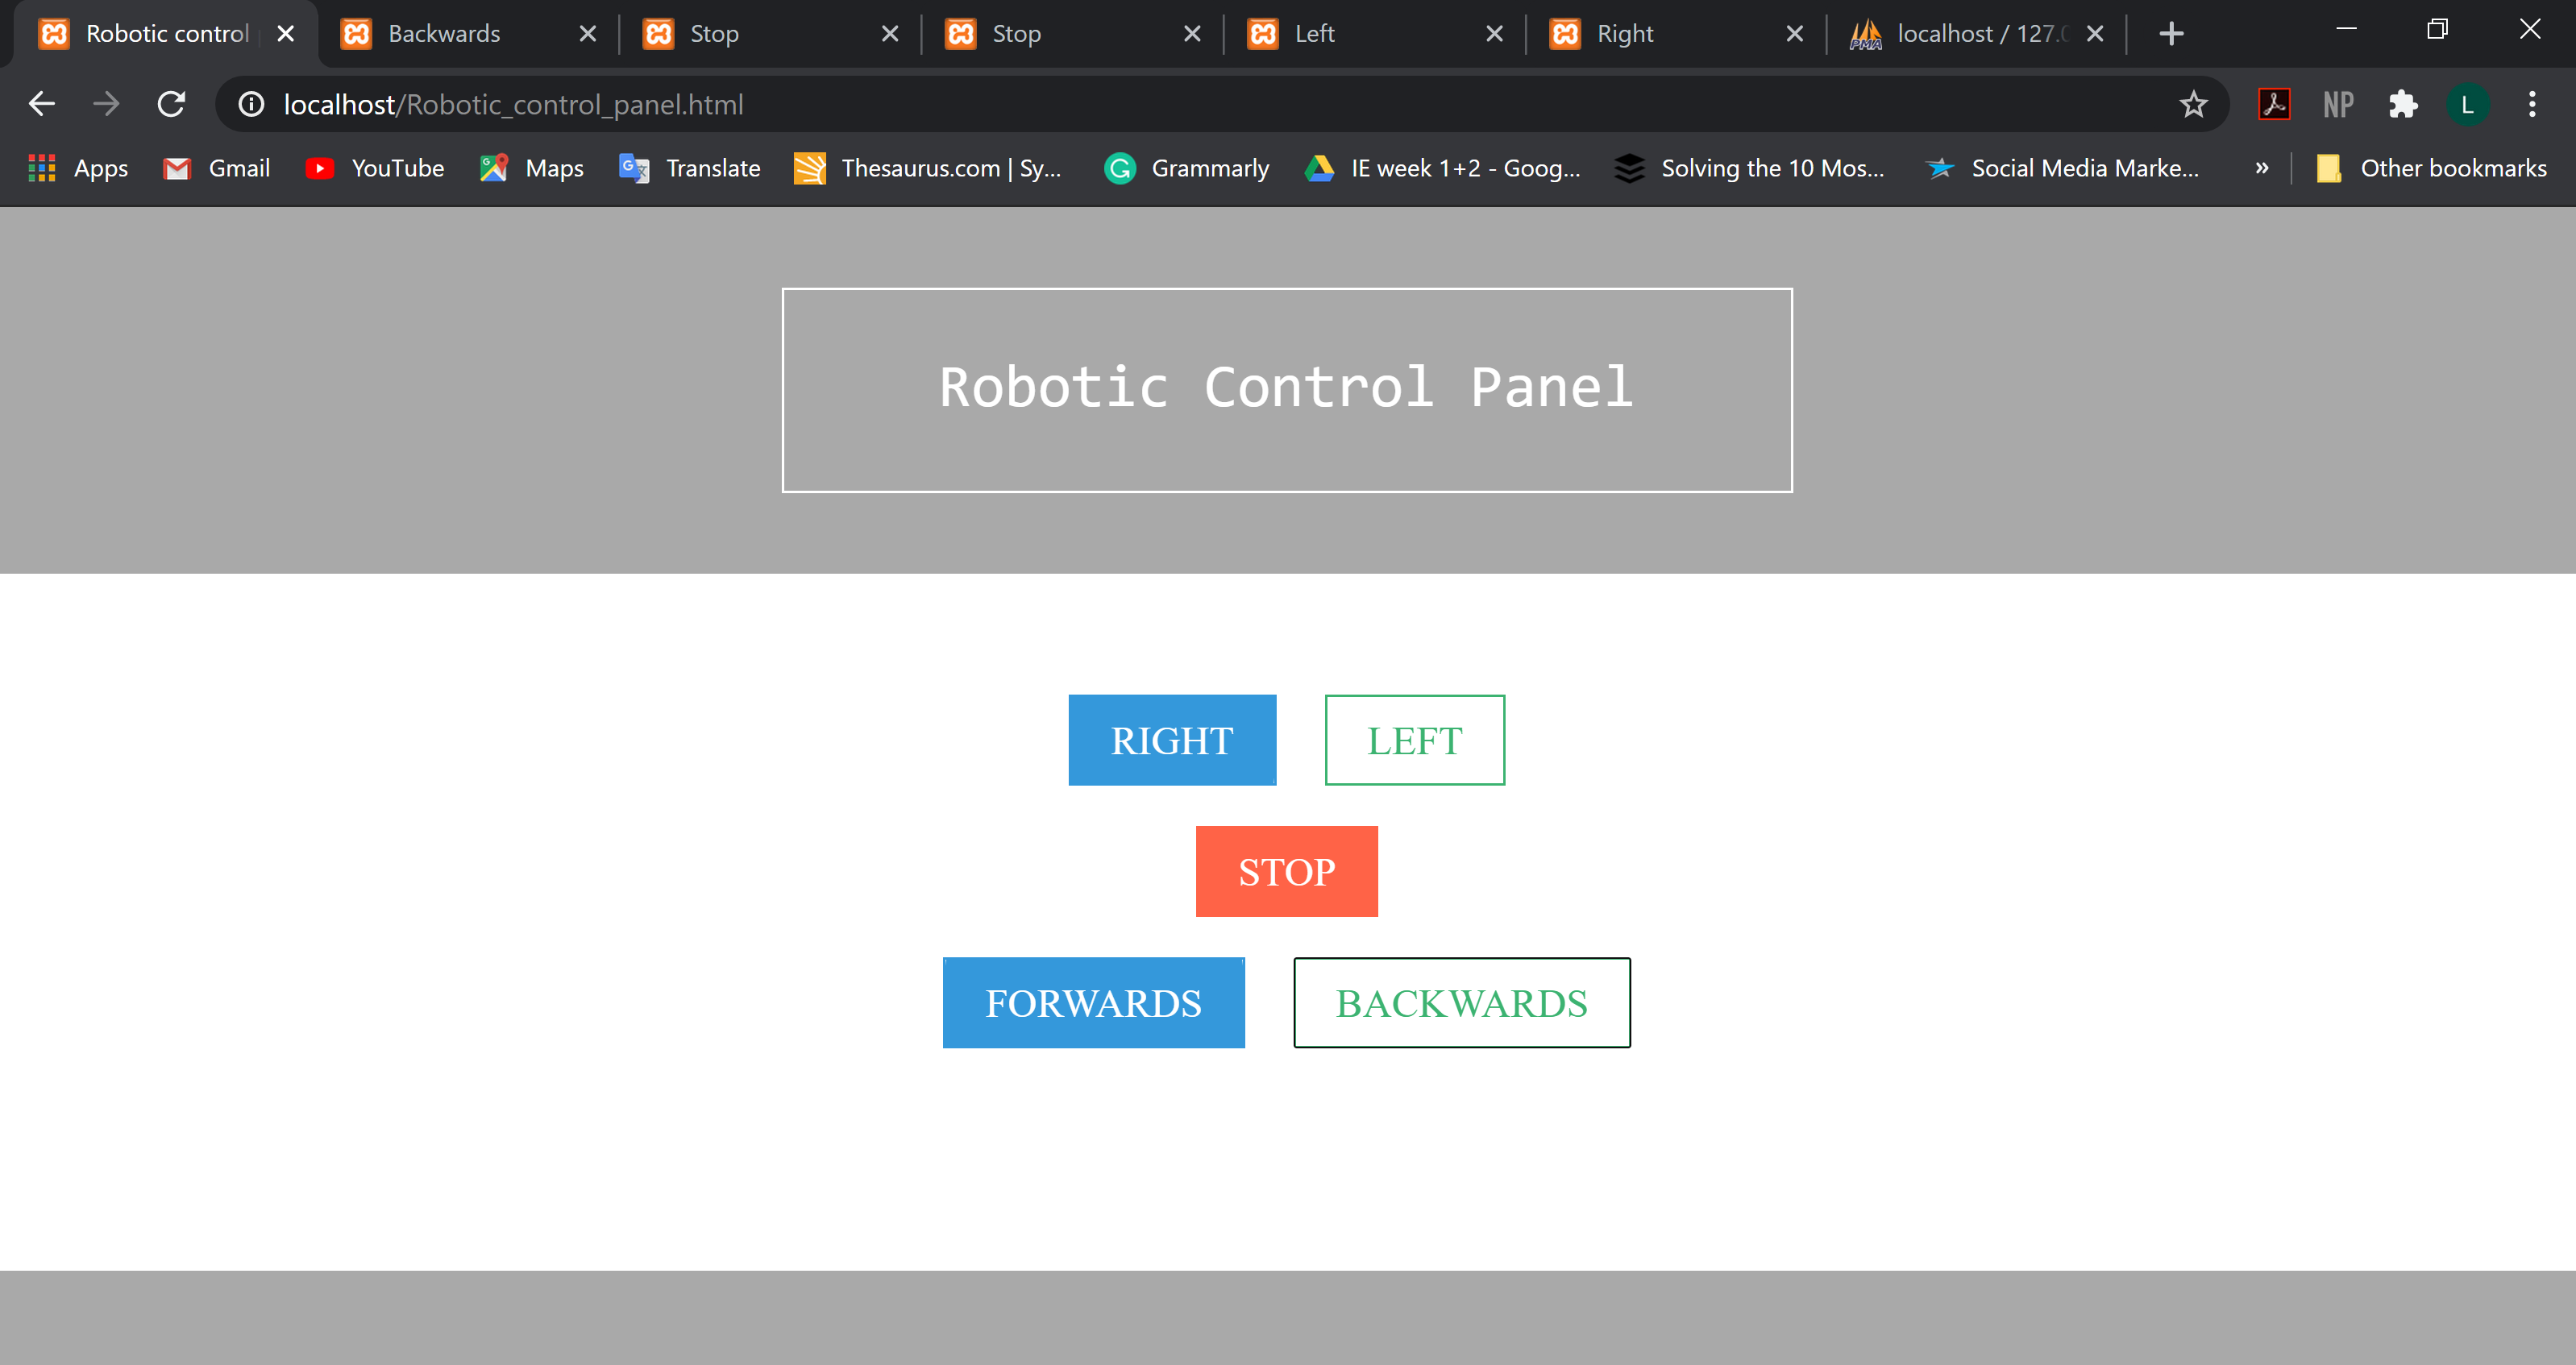 Robotic control Backwards Stop Stop Left Right localhost / 127.0
localhost/Robotic_control_panel.html NP L
Apps Gmail YouTube Maps Translate Thesaurus.com | Sy... Grammarly IE week 1+2 - Goog... Solving the 10 Mos... Social Media Marke... » Other bookmarks
Robotic Control Panel
RIGHT LEFT
STOP
FORWARDS BACKWARDS